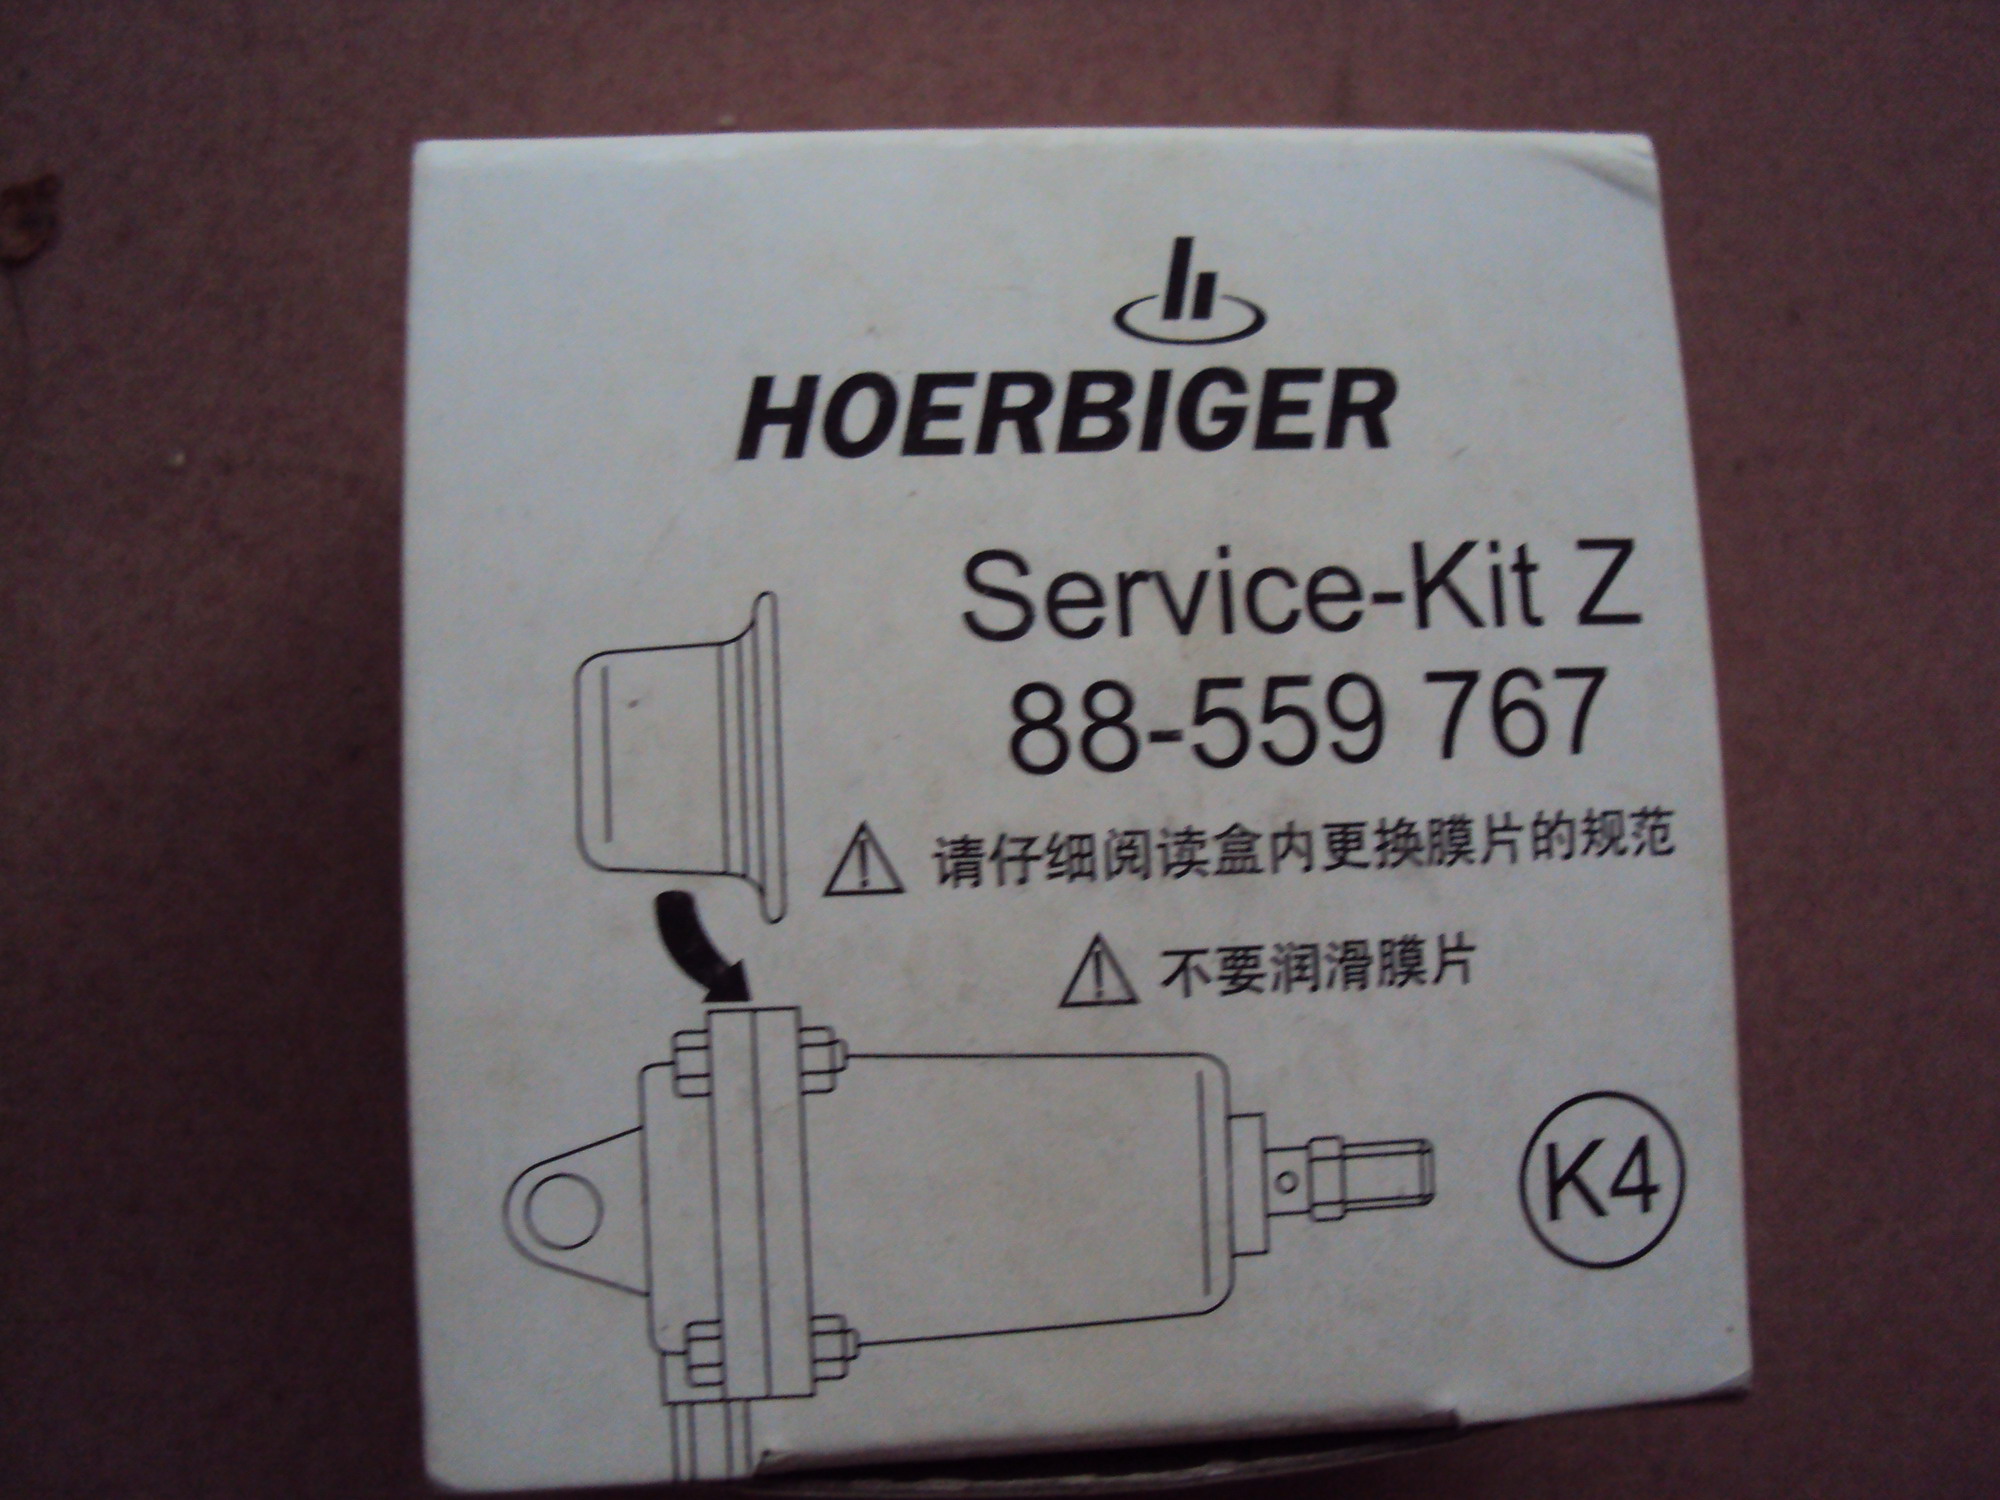 HOERBIGER
Service-Kit Z
88-559 767
请仔细阅读盒内更换膜片的规范
不要润滑膜片
K4